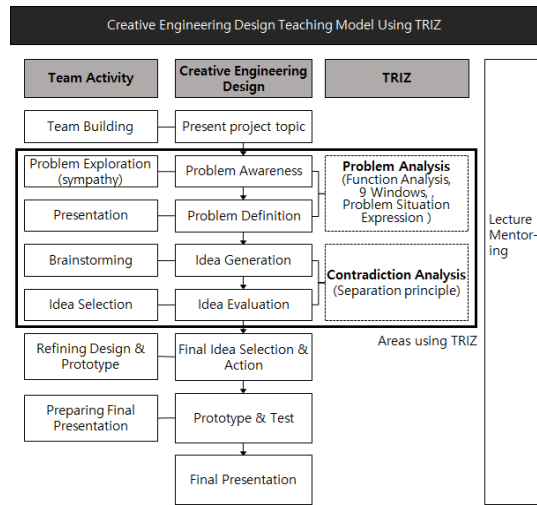 Creative Engineering Design Teaching Model Using TRIZ
Team Activity
Creative Engineering
Design
TRIZ
Team Building
Present project topic
Problem Exploration
(sympathy)
Problem Awareness
Problem Analysis
(Function Analysis,
9 Windows, ,
Problem Situation
Expression )
Presentation
Problem Definition
Brainstorming
Idea Generation
Contradiction Analysis
(Separation principle)
Idea Selection
Idea Evaluation
Lecture
Mentor-
ing
Areas using TRIZ
Refining Design &
Prototype
Final Idea Selection &
Action
Preparing Final
Presentation
Prototype & Test
Final Presentation